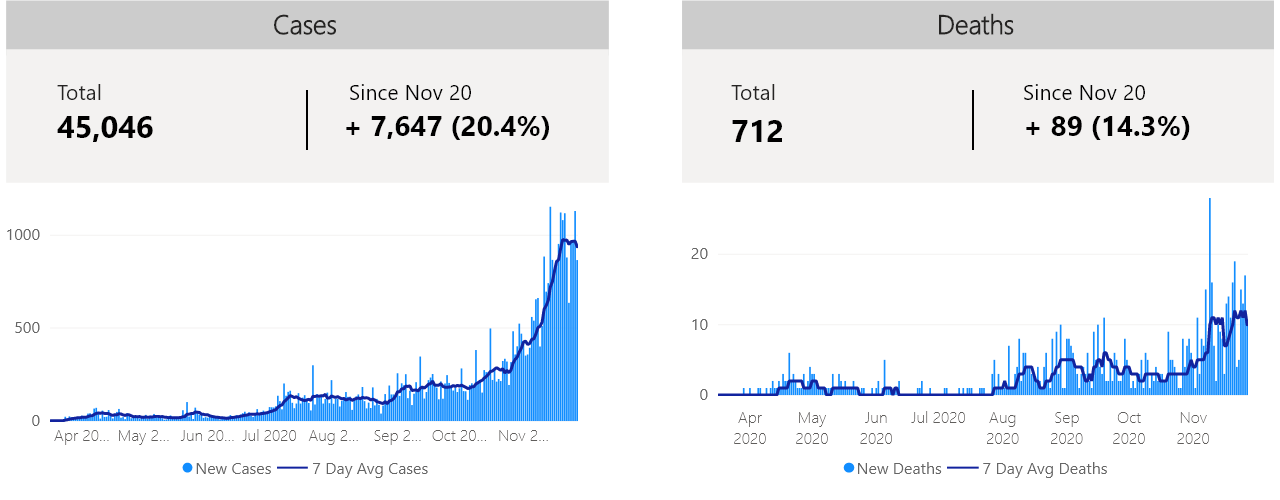 Cases
Total
45,046
Since Nov 20
+ 7,647 (20.4%)
1000
500
0
Apr 20... May 2... Jun 20... Jul 2020 Aug 2... Sep 2... Oct 20... Nov 2...
New Cases 7 Day Avg Cases
Deaths
Total
712
Since Nov 20
+ 89 (14.3%)
20
10
0
Apr May Jun Jul 2020 Aug Sep Oct Nov
2020 2020 2020 2020 2020 2020 2020
New Deaths 7 Day Avg Deaths